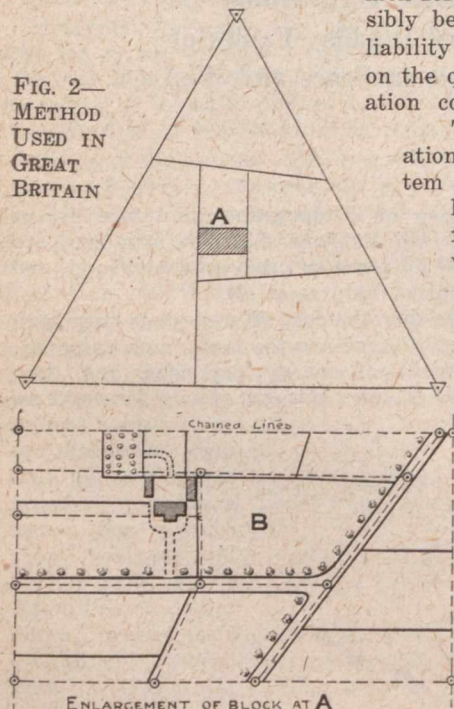 FIG. 2—
METHOD
USED IN
GREAT
BRITAIN
sibly be
liability
on the
ation co
ation
tem
A
Chained Lines
B
ENLARGEMENT OF BLOCK AT A